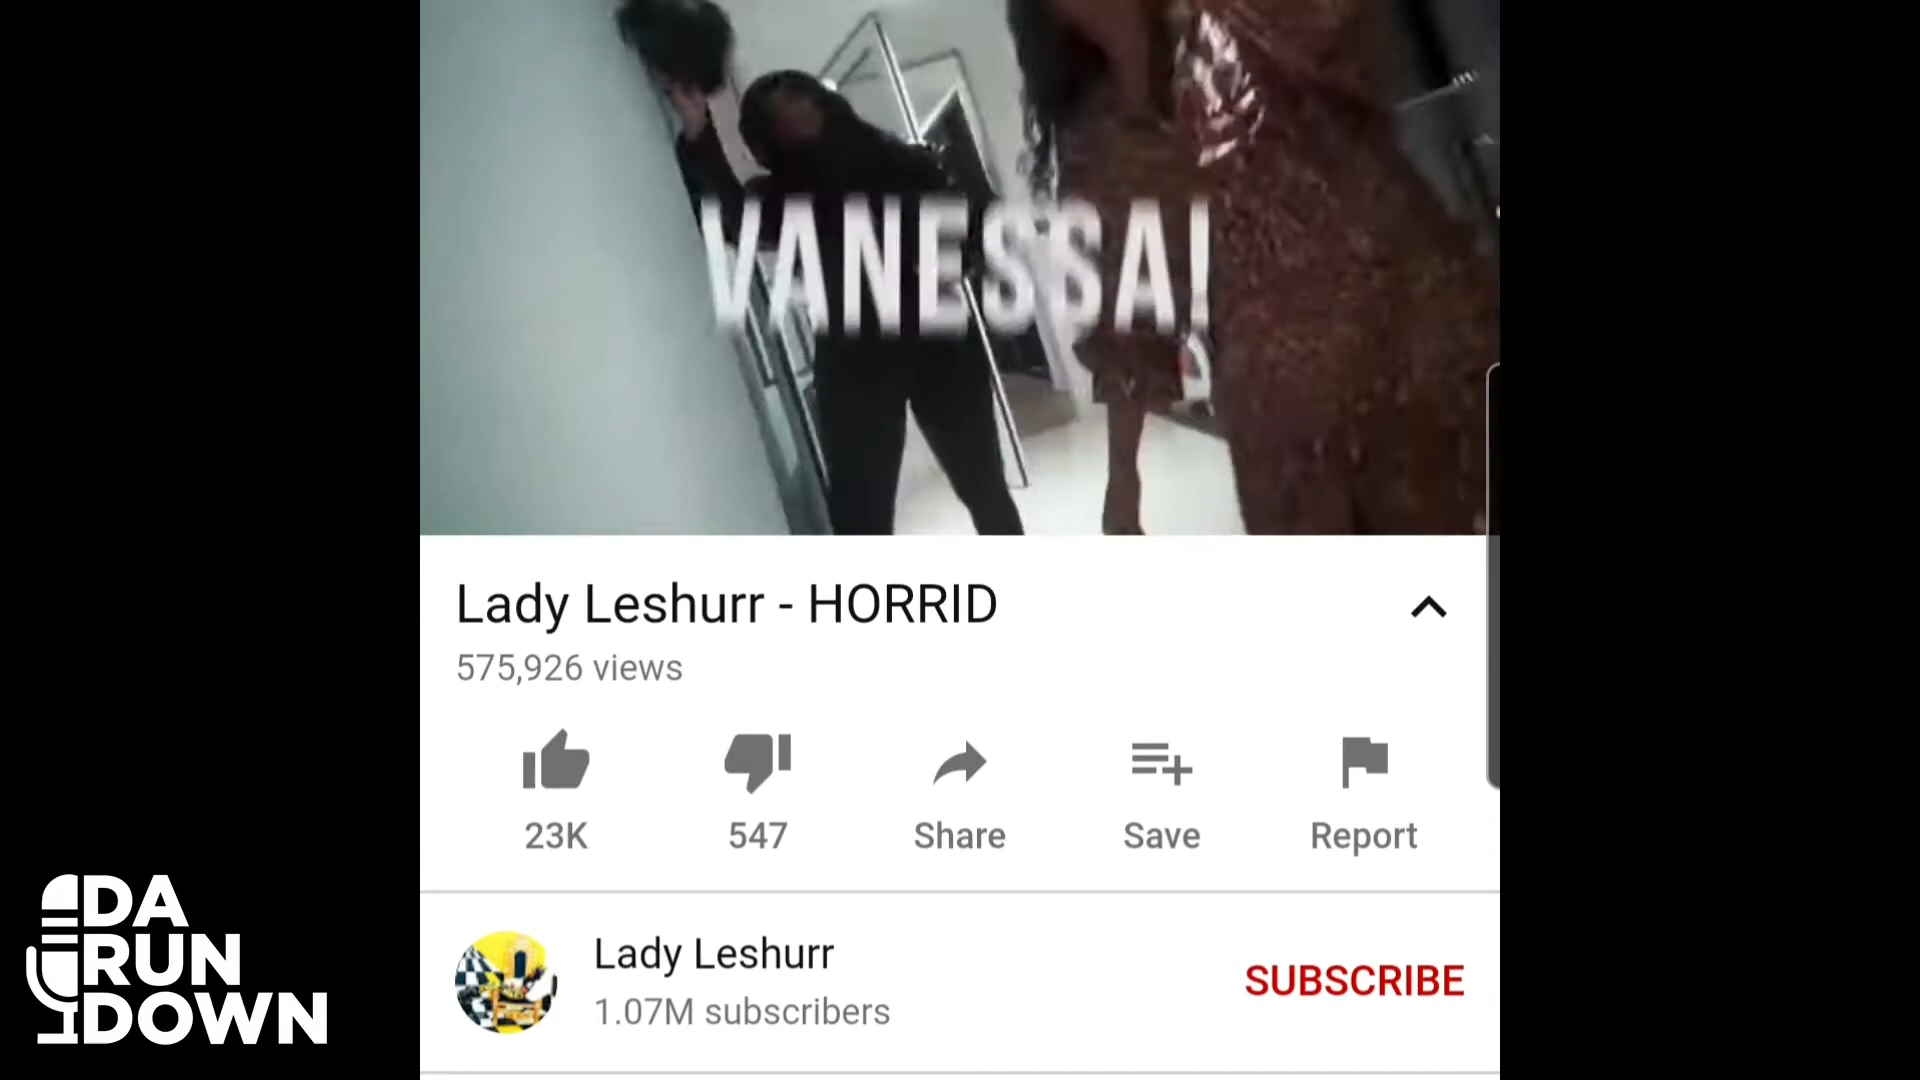 VANESSA!
Lady Leshurr - HORRID
575,926 views
23K
547
Share
Save
Report
Lady Leshurr
1.07M subscribers
SUBSCRIBE
DA
RUN
DOWN